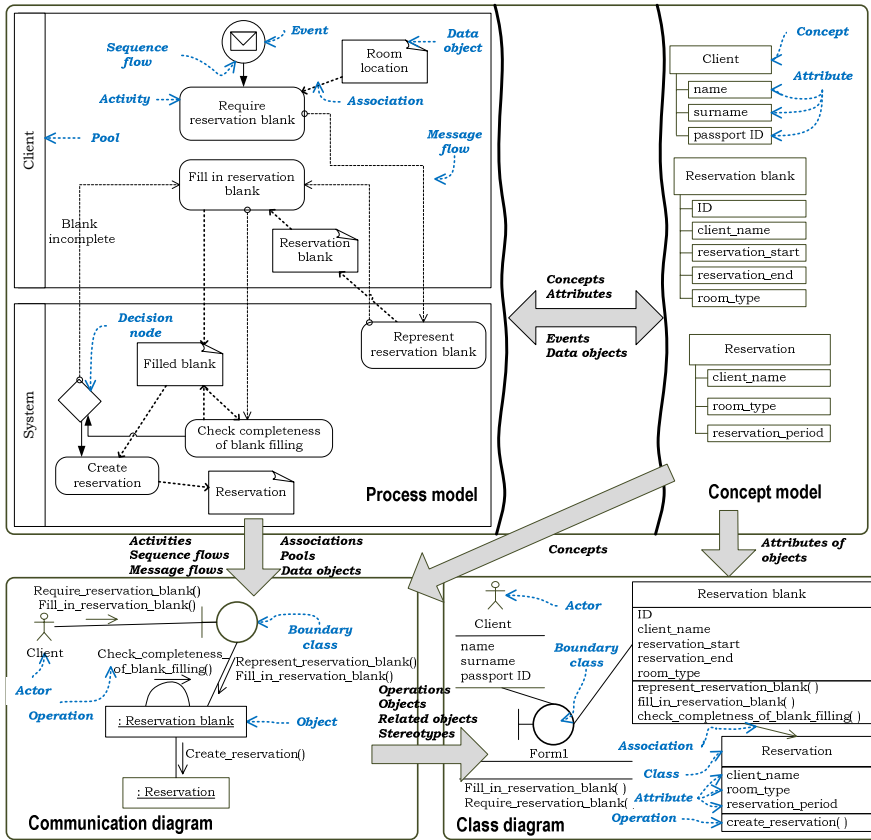 Client
Sequence
flow
Event
Data
object
Room
location
Activity
Require
reservation blank
Association
Pool
Message
flow
Fill in reservation
blank
Blank
incomplete
Reservation
blank
System
Decision
node
Filled blank
Represent
reservation blank
Check completeness
of blank filling
Create
reservation
Reservation
Process model
Concepts
Attributes
Events
Data objects
Concept
Client
Attribute
name
surname
passport ID
Reservation blank
ID
client_name
reservation_start
reservation_end
room_type
Reservation
client_name
room_type
reservation_period
Concept model
Activities
Sequence flows
Message flows
Associations
Pools
Data objects
Concepts
Attributes of
objects
Require_reservation_blank()
Fill_in_reservation_blank()
Client
Boundary
class
Check_completeness_
of_blank_filling()
Represent_reservation_blank()
Fill_in_reservation_blank()
Actor
Operation
: Reservation blank
Object
Create_reservation()
: Reservation
Communication diagram
Operations
Objects
Related objects
Stereotypes
Actor
Client
name
surname
passport ID
Boundary
class
Form1
Fill_in_reservation_blank( )
Require_reservation_blank(
Reservation blank
ID
client_name
reservation_start
reservation_end
room_type
represent_reservation_blank( )
fill_in_reservation_blank( )
check_completness_of_blank_filling( )
Association
Class
Attribute
Operation
Reservation
client_name
room_type
reservation_period
create_reservation( )
Class diagram